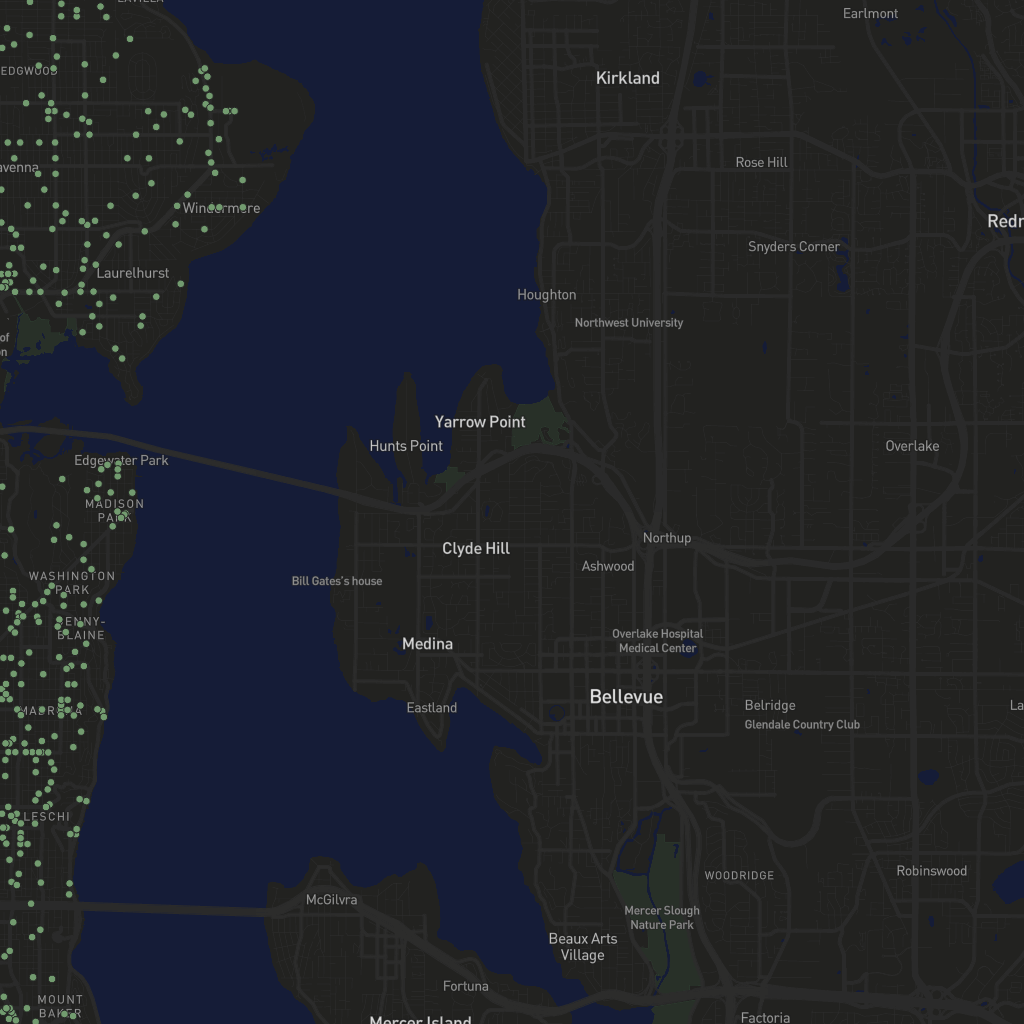 Earlmont
EDGWOOD
Kirkland
Rose Hill
Windermere
Redr
Snyders Corner
Laurelhurst
Houghton
Northwest University
of
n
Yarrow Point
Hunts Point
Overlake
Edgewater Park
MADISON
PARK
Northup
Clyde Hill
Ashwood
WASHINGTON
PARK
Bill Gates's house
DENNY-
BLAINE
Overlake Hospital
Medical Center
Medina
Bellevue
Eastland
MADRONA
Belridge
La
Glendale Country Club
LESCHI
Robinswood
WOODRIDGE
McGilvra
Mercer Slough
Nature Park
Beaux Arts
Village
Fortuna
MOUNT
BAKER
Mercer Island
Factoria